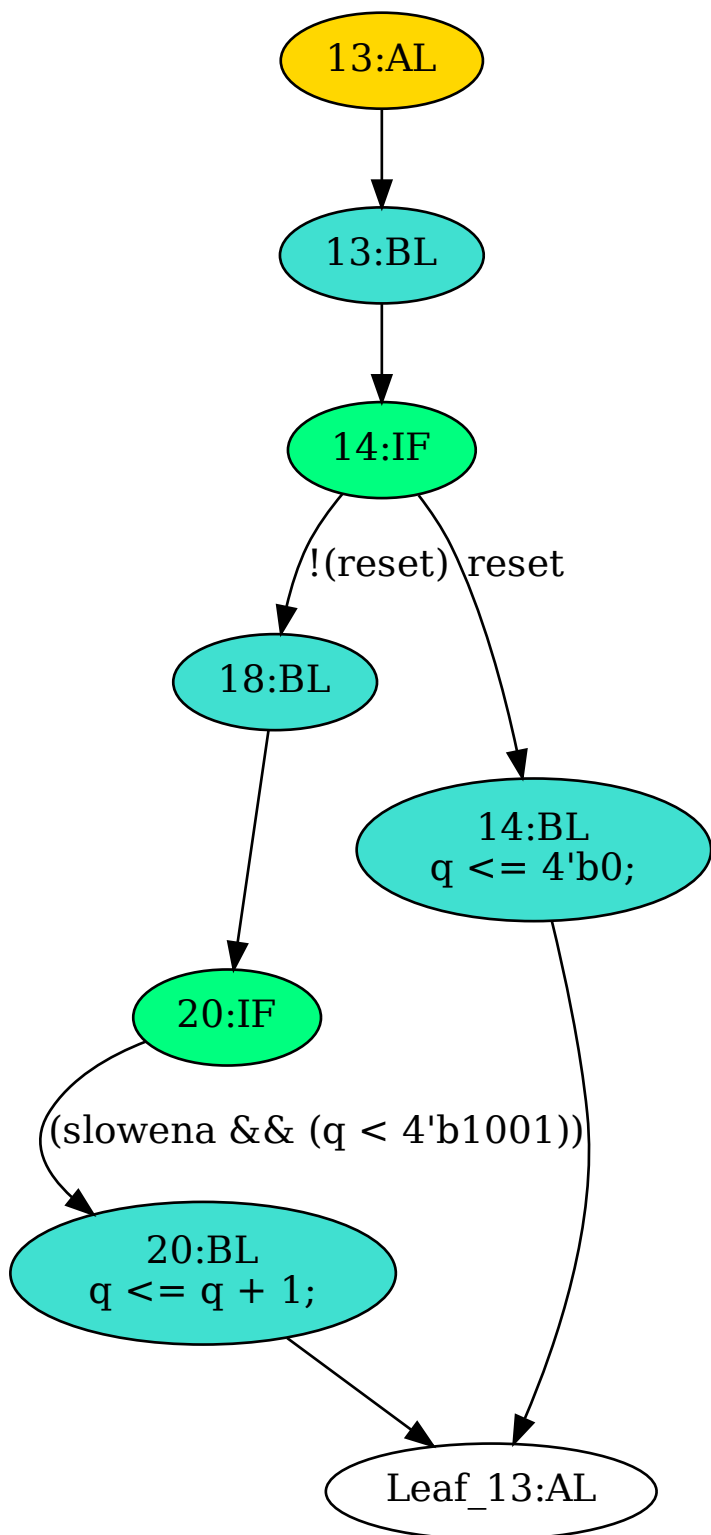 13:AL
13:BL
14:IF
!(reset)
reset
18:BL
14:BL
q <= 4'b0;
20:IF
(slowena && (q < 4'b1001))
20:BL
q <= q + 1;
Leaf_13:AL